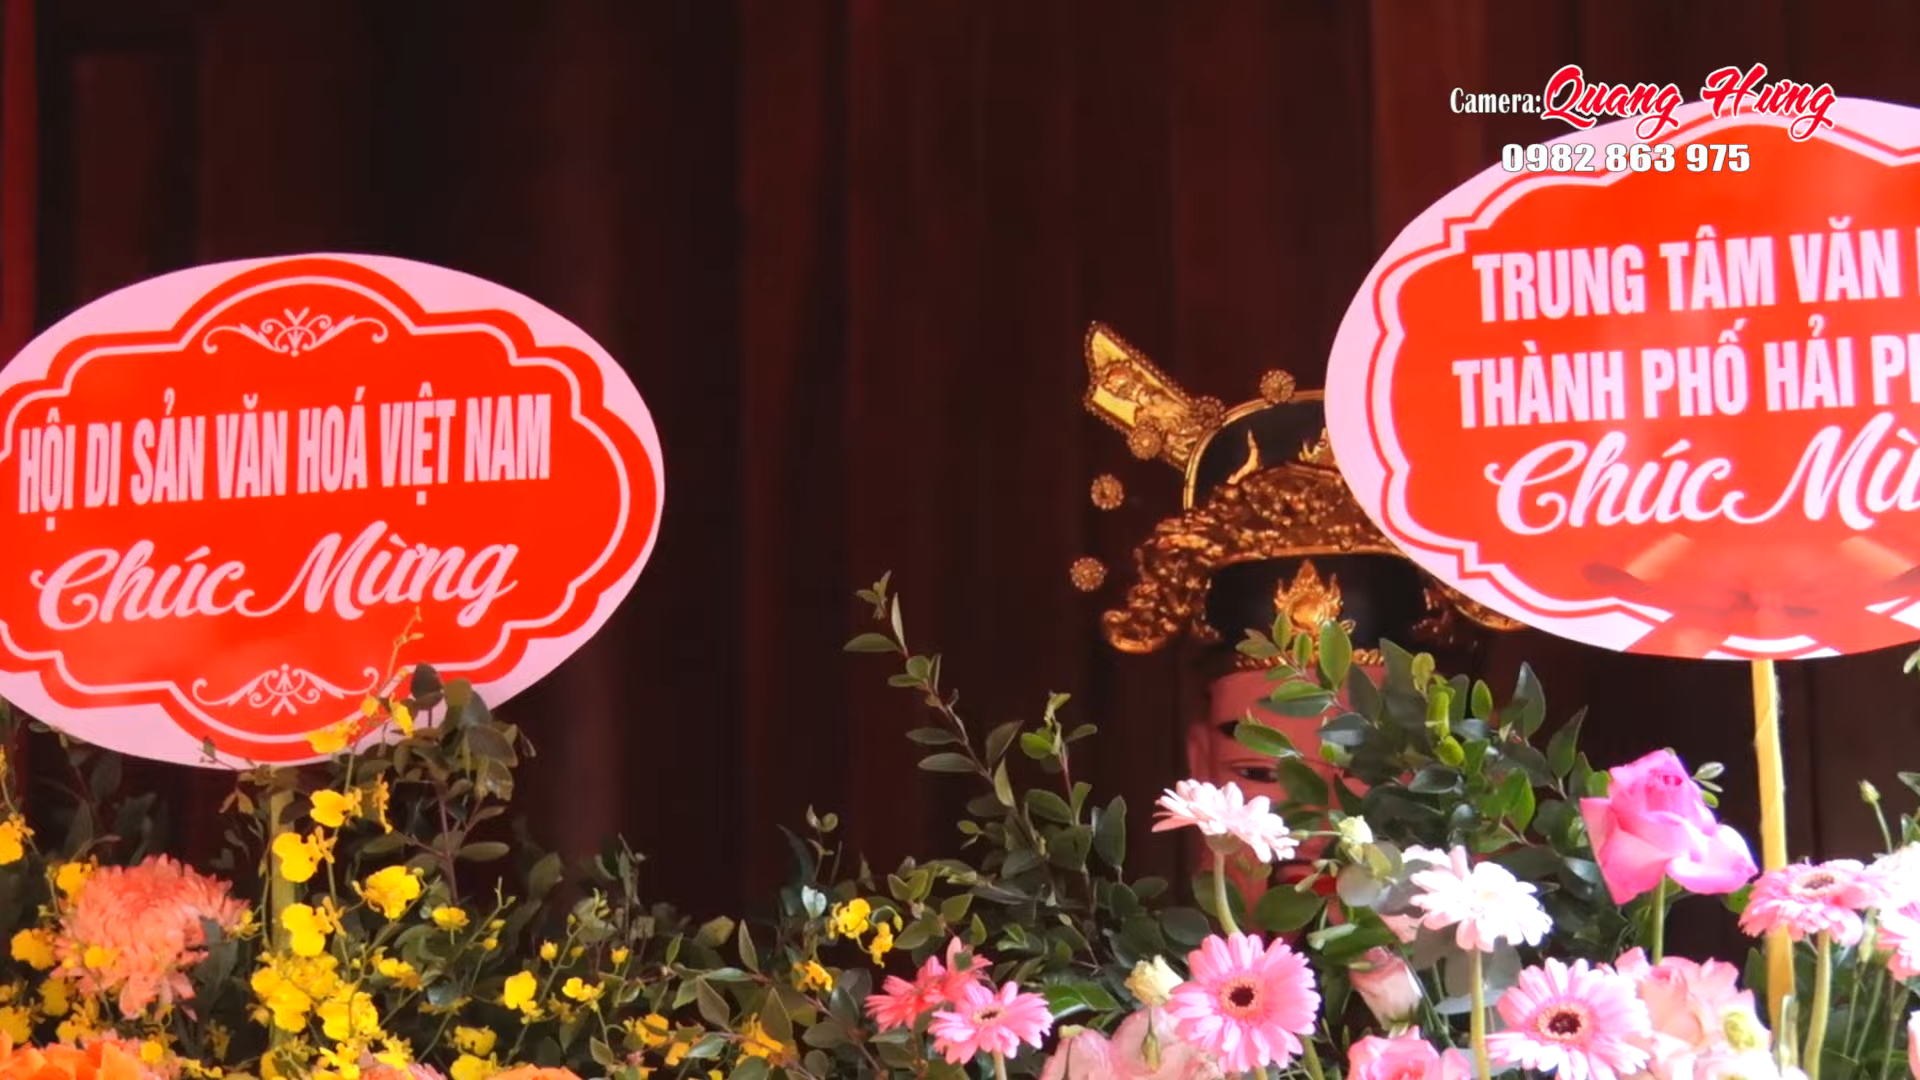 Camera: Quang Hưng
0982 863 975
HỘI DI SẢN VĂN HOÁ VIỆT NAM
Chúc Mừng
TRUNG TÂM VĂN
THÀNH PHỐ HẢI
Chúc